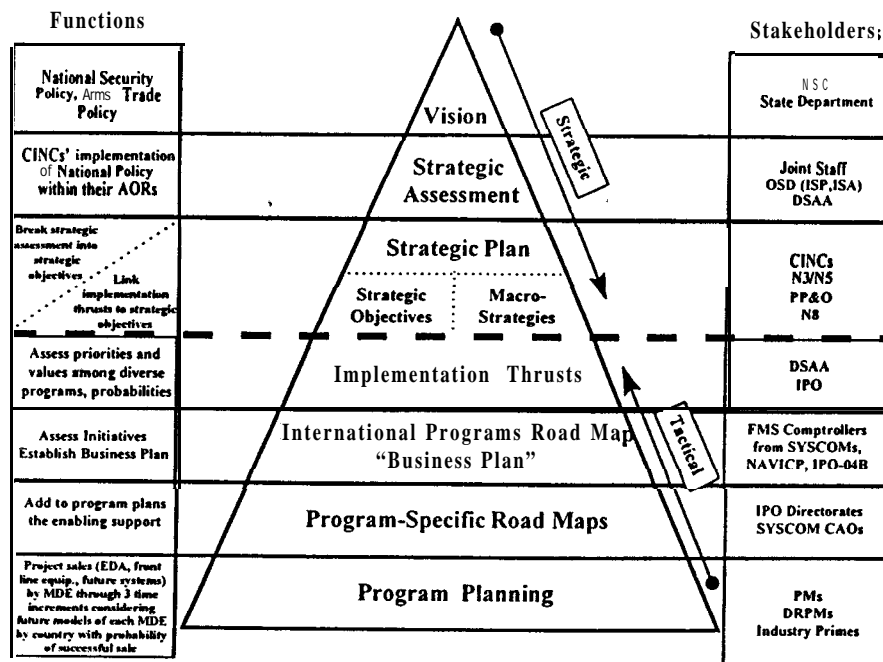 Functions
Stakeholders;
National Security
Policy, Arms Trade
Policy
Vision
Strategic
NSC
State Department
CINCs' implementation
of National Policy
within their AORs
Strategic
Assessment
Joint Staff
OSD (ISP,ISA)
DSAA
Break strategic
assessment into
strategic
objectives
Link
implementation
thrusts to strategic
objectives
Strategic Plan
Strategic
Objectives
Macro-
Strategies
CINCs
N3/N5
PP&O
N8
Assess priorities and
values among diverse
programs, probabilities
Implementation Thrusts
DSAA
IPO
Assess Initiatives
Establish Business Plan
International Programs Road Map
“Business Plan”
Tactical
FMS Comptrollers
from SYSCOMs,
NAVICP, IPO-04B
Add to program plans
the enabling support
Program-Specific Road Maps
IPO Directorates
SYSCOM CAOs
Project sales (EDA, front
line equip., future systems)
by MDE through 3 time
increments considering
future models of each MDE
by country with probability
of successful sale
Program Planning
PMs
DRPMs
Industry Primes